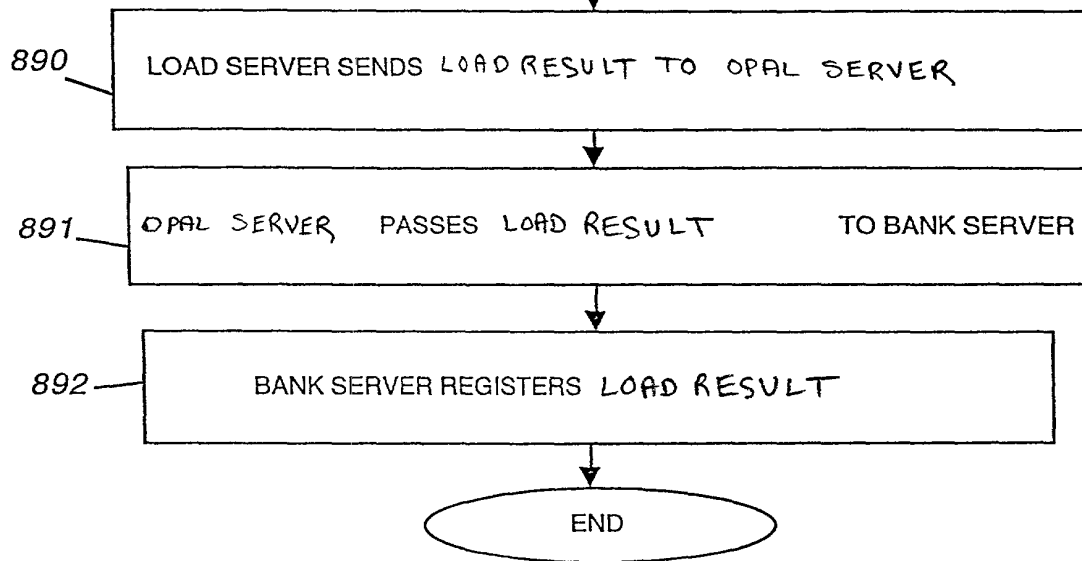 890
LOAD SERVER SENDS LOAD RESULT TO OPAL SERVER
891
OPAL SERVER PASSES LOAD RESULT TO BANK SERVER
892
BANK SERVER REGISTERS LOAD RESULT
END